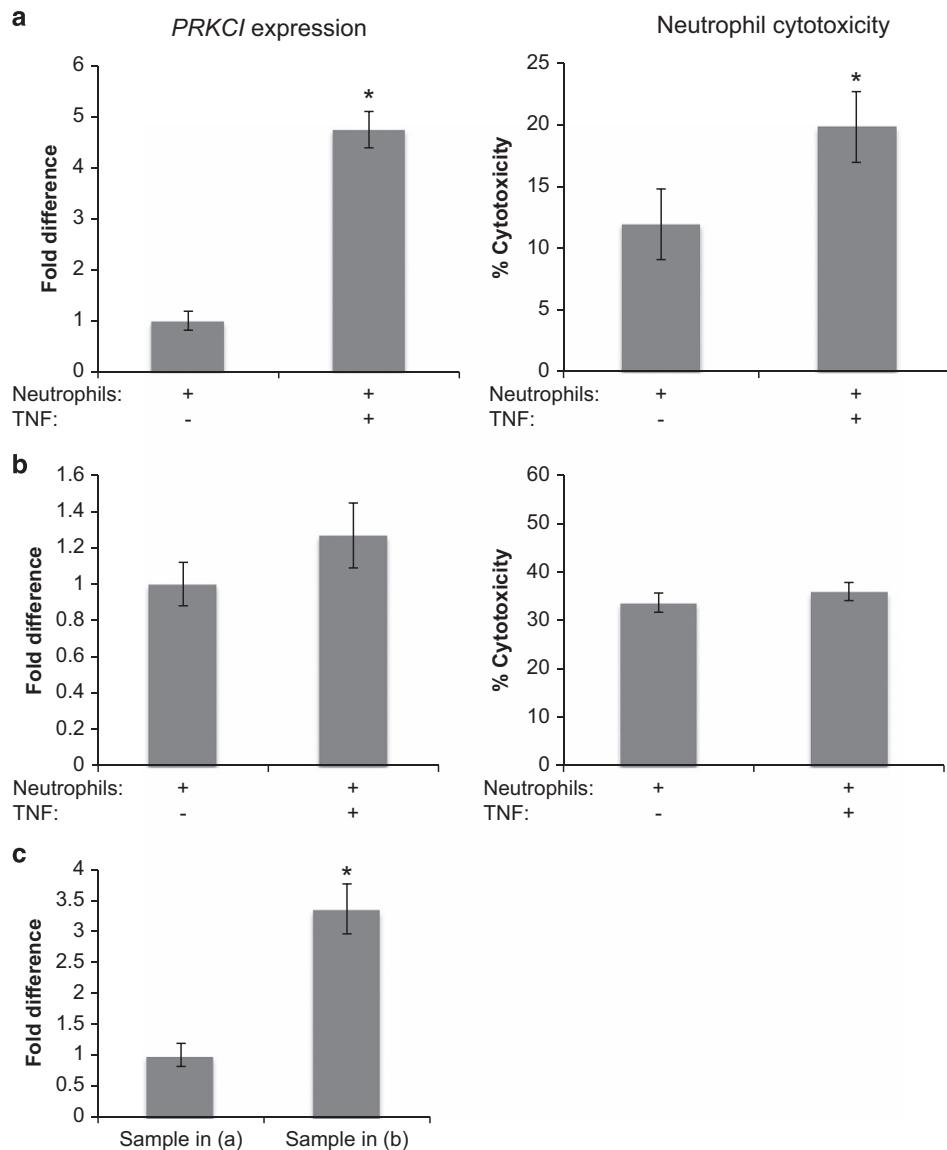 a
PRKCI expression
Neutrophil cytotoxicity
6
5
4
3
2
1
0
Fold difference
*
Neutrophils: + +
TNF: - +
25
20
15
10
5
0
% Cytotoxicity
*
+ +
- +
b
1.6
1.4
1.2
1
0.8
0.6
0.4
0.2
0
Fold difference
Neutrophils: + +
TNF: - +
60
50
40
30
20
10
0
% Cytotoxicity
Neutrophils: + +
TNF: - +
c
4
3.5
3
2.5
2
1.5
1
0.5
0
Fold difference
*
Sample in (a) Sample in (b)